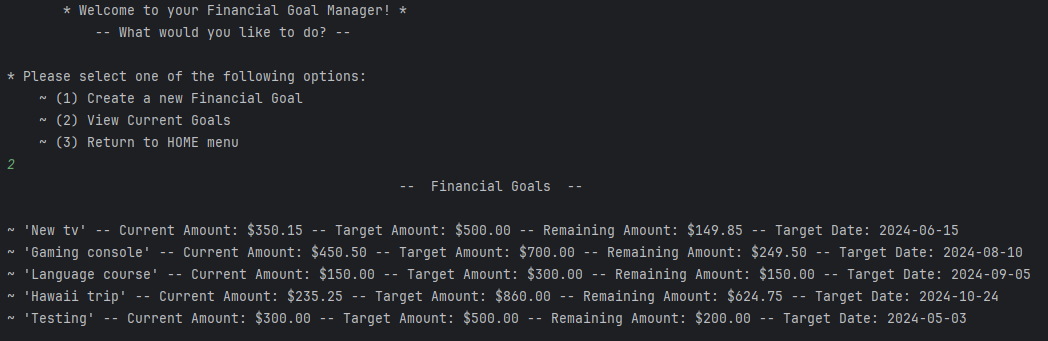 * Welcome to your Financial Goal Manager! *
-- What would you like to do? --
* Please select one of the following options:
~ (1) Create a new Financial Goal
~ (2) View Current Goals
~ (3) Return to HOME menu
2
-- Financial Goals --
~ 'New tv' -- Current Amount: $350.15 -- Target Amount: $500.00 -- Remaining Amount: $149.85 -- Target Date: 2024-06-15
~ 'Gaming console' -- Current Amount: $450.50 -- Target Amount: $700.00 -- Remaining Amount: $249.50 -- Target Date: 2024-08-10
~ 'Language course' -- Current Amount: $150.00 -- Target Amount: $300.00 -- Remaining Amount: $150.00 -- Target Date: 2024-09-05
~ 'Hawaii trip' -- Current Amount: $235.25 -- Target Amount: $860.00 -- Remaining Amount: $624.75 -- Target Date: 2024-10-24
~ 'Testing' -- Current Amount: $300.00 -- Target Amount: $500.00 -- Remaining Amount: $200.00 -- Target Date: 2024-05-03